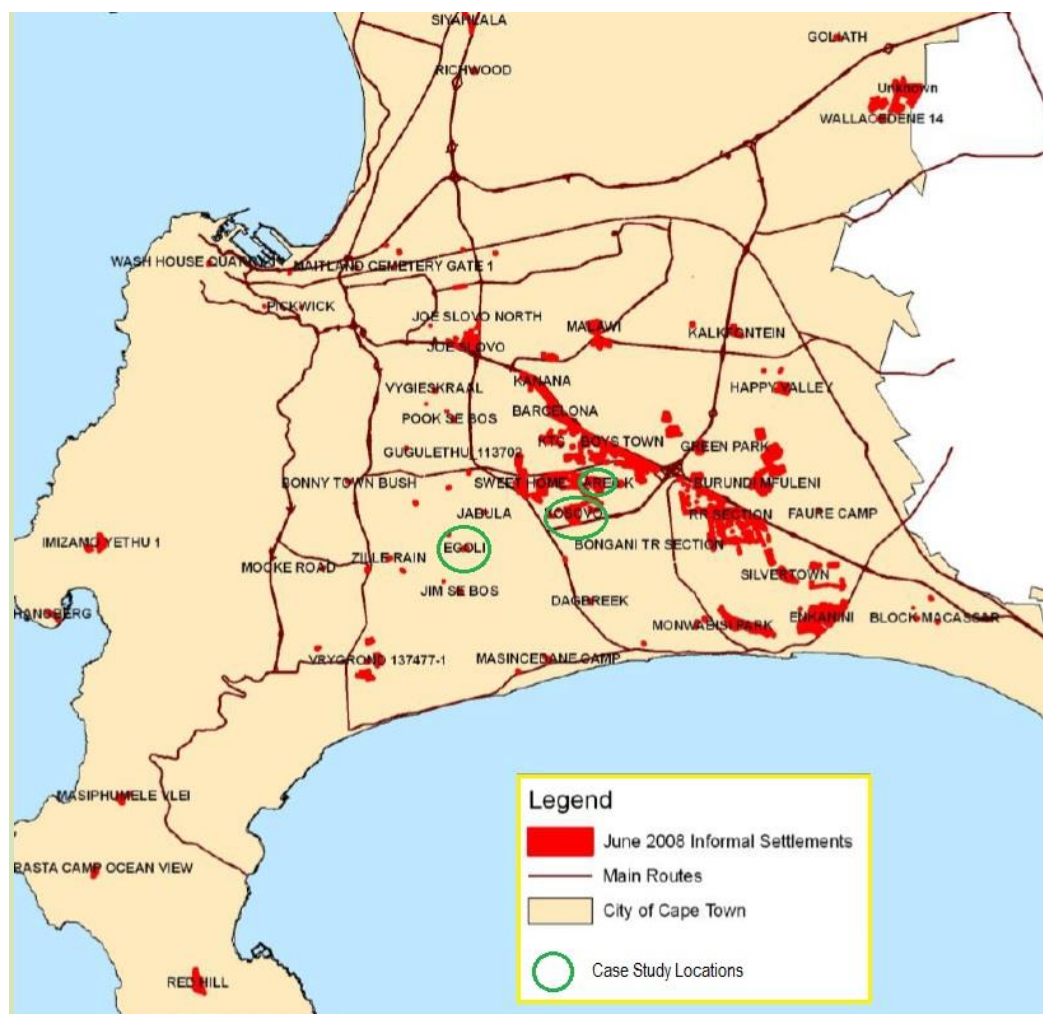 SIYAHLALA
GOLIATH
RICHWOOD
Unknown
WALLACEDENE 14
WASH HOUSE
MAITLAND CEMETERY GATE 1
PICKWICK
JOE SLOVO NORTH
MALAWI
KALKFONTEIN
JOE SLOVO
KANANA
VYGIESKRAAL
HAPPY VALLEY
BARCELONA
POOK SE BOS
KTC
BOYS TOWN
GREEN PARK
GUGULETHU 113702
BONNY TOWN BUSH
SWEET HOME
AREA K
BURUNDI MFULENI
JABULA
KOSOVO
RR SECTION
FAURE CAMP
IMIZAMO YETHU 1
EGOLI
BONGANI TR SECTION
ZILLE RAIN
MOCKE ROAD
SILVERTOWN
JIM SE BOS
DAGBREEK
HANGBERG
MONWABISI PARK
ENKANINI
BLOCK MACASSAR
VRYGROND 137477-1
MASINCEDANE CAMP
MASIPHUMELE VLEI
RASTA CAMP OCEAN VIEW
RED HILL
Legend
June 2008 Informal Settlements
Main Routes
City of Cape Town
Case Study Locations